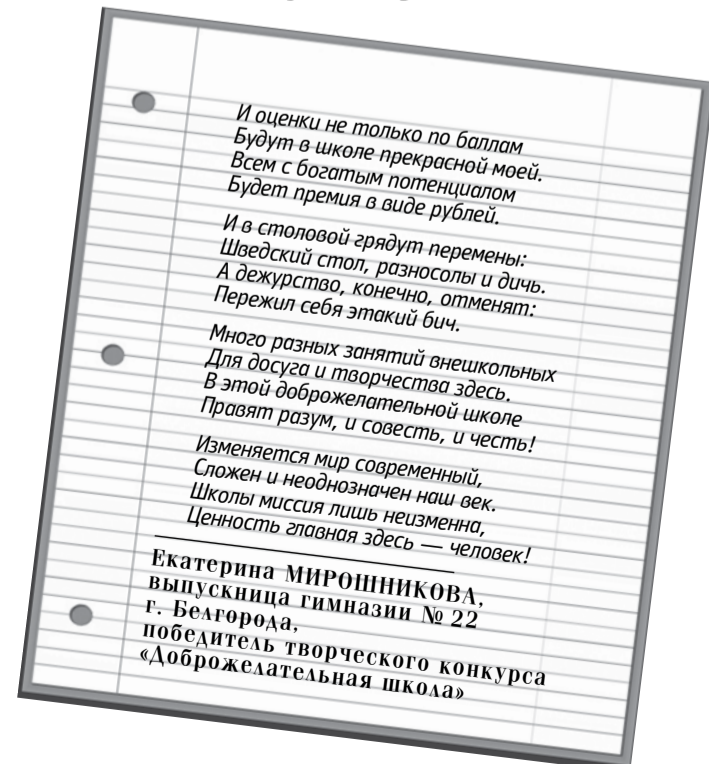 И оценки не только по баллам
Будут в школе прекрасной моей.
Всем с богатым потенциалом
Будет премия в виде рублей.
И в столовой грядут перемены:
Шведский стол, разносолы и дичь.
А дежурство, конечно, отменят:
Пережил себя этакий бич.
Много разных занятий внешкольных
Для досуга и творчества здесь.
В этой доброжелательной школе
Правят разум, и совесть, и честь!
Изменяется мир современный,
Сложен и неоднозначен наш век.
Школы миссия лишь неизменна,
Ценность главная здесь — человек!
Екатерина МИРОШНИКОВА,
выпускница гимназии № 22
г. Белгорода,
победитель творческого конкурса
«Доброжелательная школа»